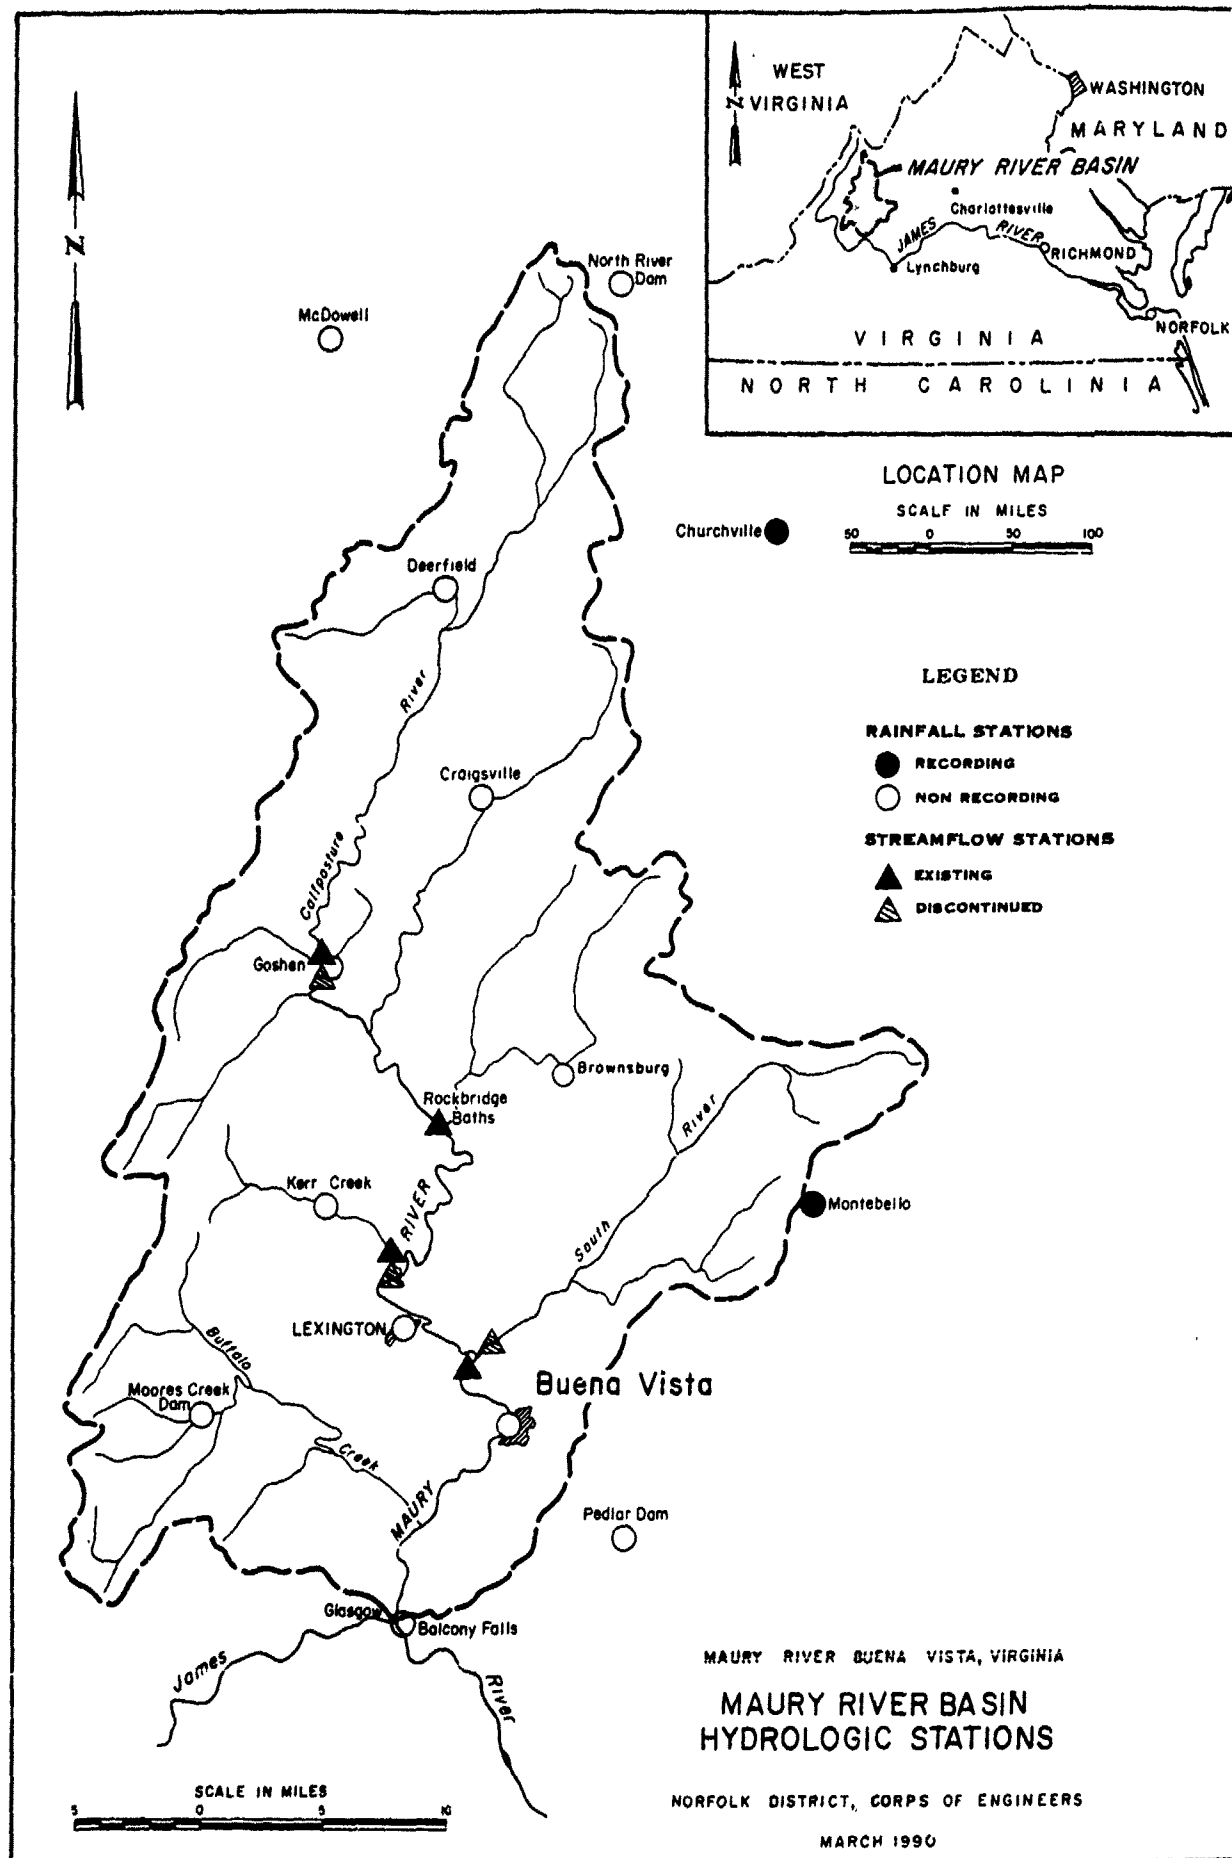 WEST
VIRGINIA
N
WASHINGTON
MARYLAND
MAURY RIVER BASIN
Charlottesville
JAMES RIVER
RICHMOND
Lynchburg
NORFOLK
VIRGINIA
NORTH CAROLINIA
LOCATION MAP
SCALF IN MILES
50 0 50 100
N
North River
Dam
McDowell
Churchville
Deerfield
River
Craigsville
Calfpasture
Goshen
LEGEND
RAINFALL STATIONS
RECORDING
NON RECORDING
STREAMFLOW STATIONS
EXISTING
DISCONTINUED
Brownsburg
Rockbridge
Baths
River
Kerr Creek
RIVER
Montebello
South
LEXINGTON
Buffalo
Buena Vista
Moores Creek
Dam
Creek
MAURY
Pedlar Dam
Glasgow
Balcony Falls
James
River
MAURY RIVER BUENA VISTA, VIRGINIA
MAURY RIVER BASIN
HYDROLOGIC STATIONS
SCALE IN MILES
5 0 5 10
NORFOLK DISTRICT, CORPS OF ENGINEERS
MARCH 1990